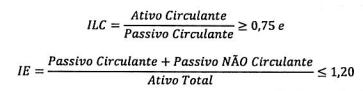 ILC = Ativo Circulante / Passivo Circulante ≥ 0,75 e
IE = Passivo Circulante + Passivo NÃO Circulante / Ativo Total ≤ 1,20